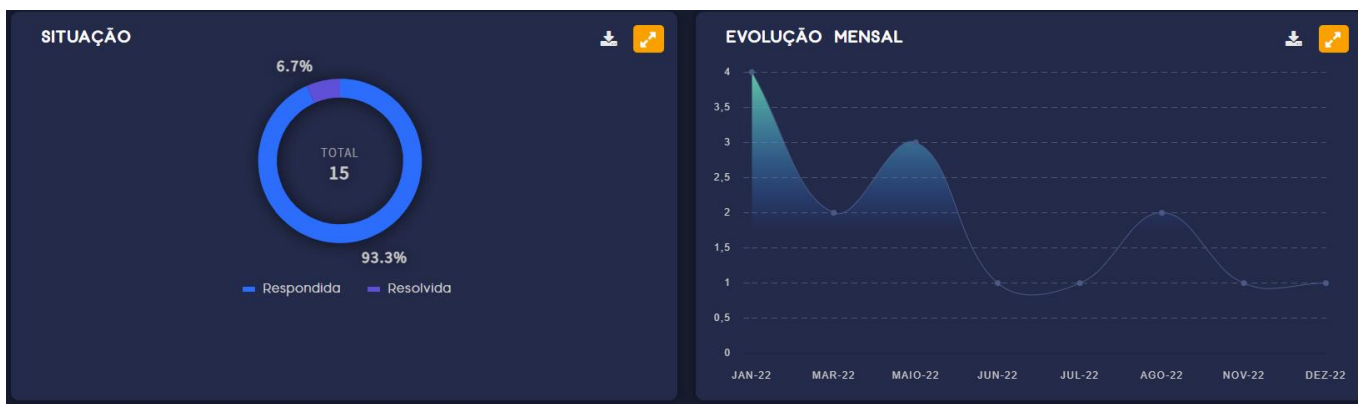 SITUAÇÃO
6.7%
TOTAL
15
93.3%
Respondida Resolvida
EVOLUÇÃO MENSAL
4
3,5
3
2,5
2
1,5
1
0,5
0
JAN-22 MAR-22 MAIO-22 JUN-22 JUL-22 AGO-22 NOV-22 DEZ-22